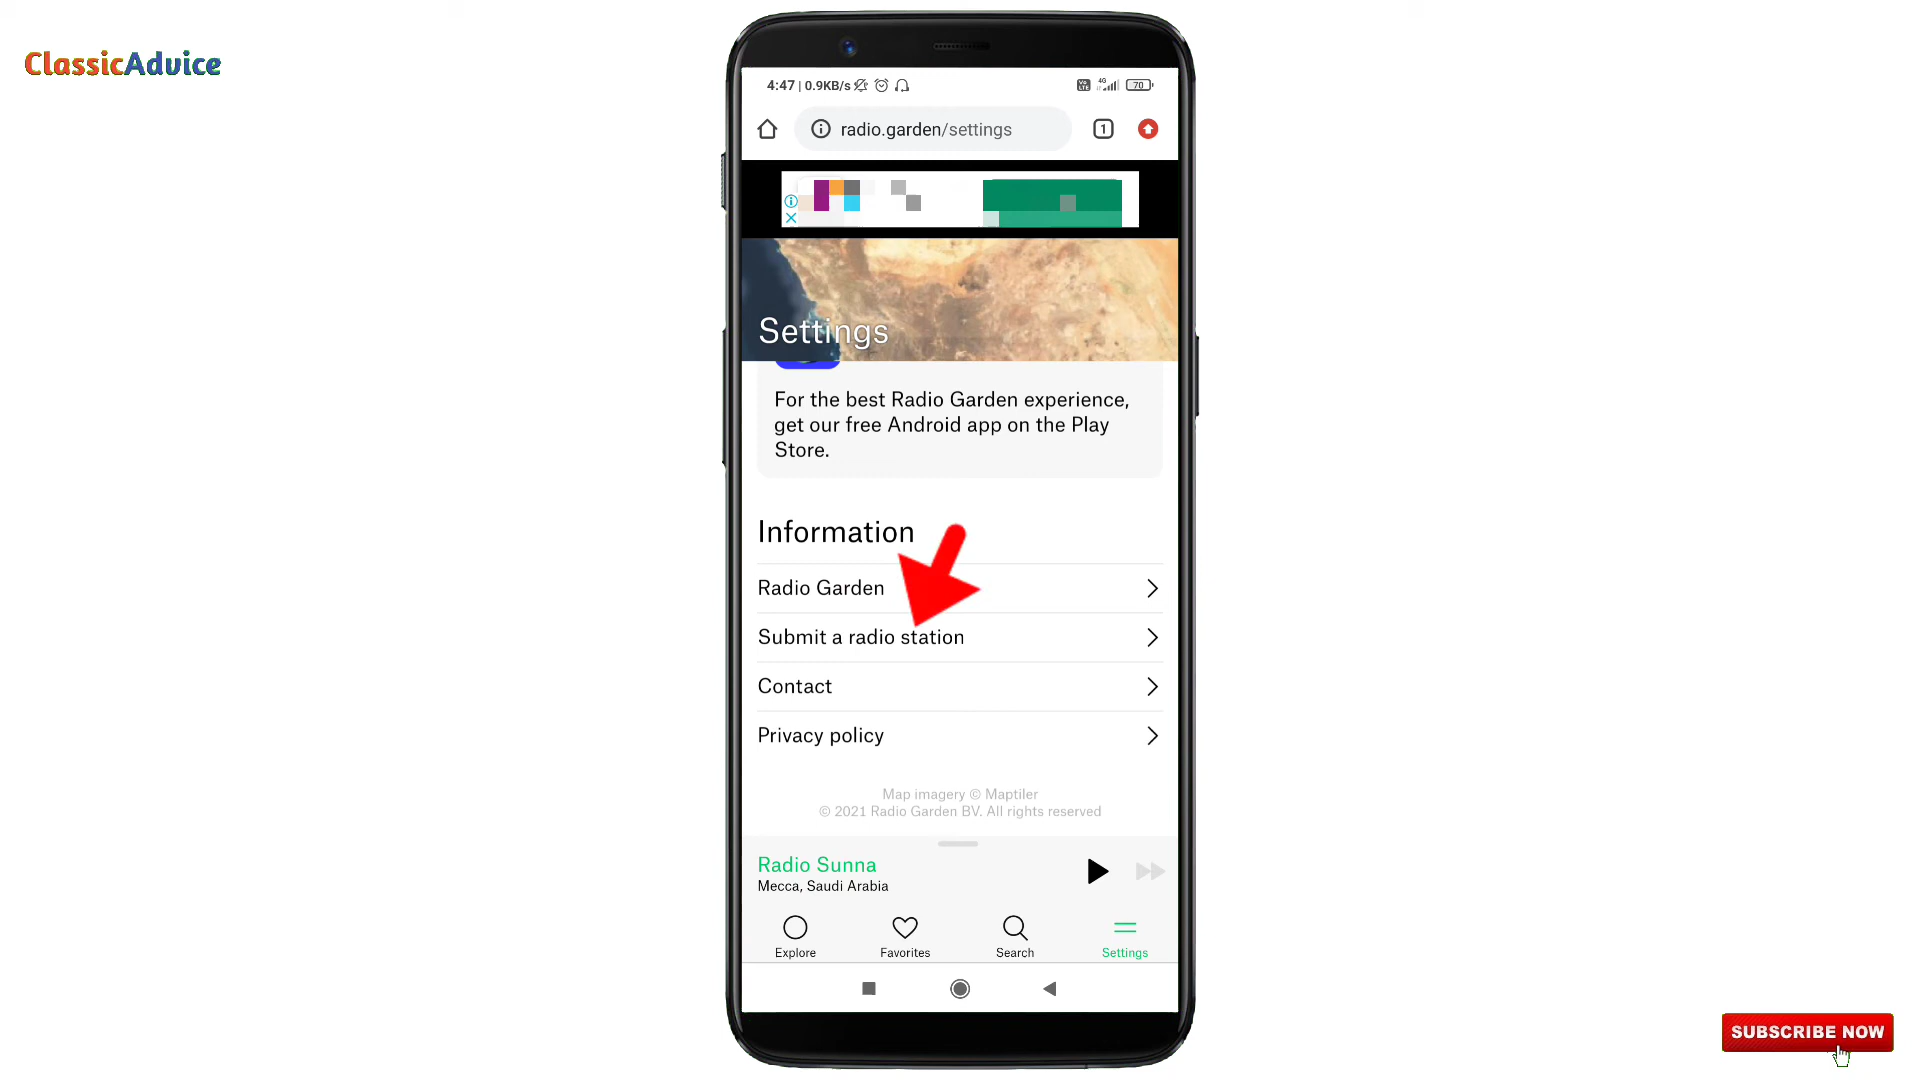 ClassicAdvice
4:47 | 0.9KB/s
4G
70
radio.garden/settings
1
Settings
For the best Radio Garden experience,
get our free Android app on the Play
Store.
Information
Radio Garden
Submit a radio station
Contact
Privacy policy
Map imagery © Maptiler
© 2021 Radio Garden BV. All rights reserved
Radio Sunna
Mecca, Saudi Arabia
Explore
Favorites
Search
Settings
SUBSCRIBE NOW